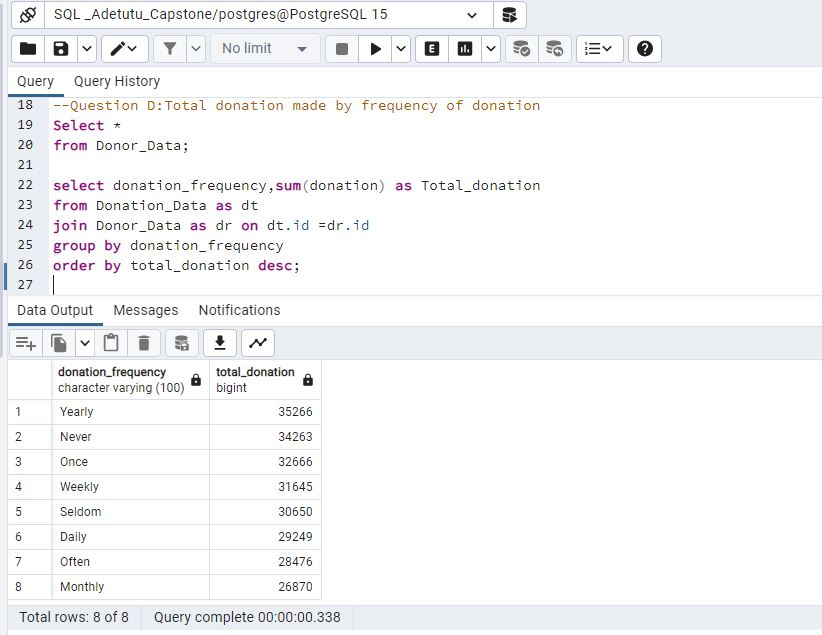 SQL _Adetutu_Capstone/postgres@PostgreSQL 15
No limit
E
Query Query History
18 --Question D:Total donation made by frequency of donation
19 Select *
20 from Donor_Data;
21
22 select donation_frequency,sum(donation) as Total_donation
23 from Donation_Data as dt
24 join Donor_Data as dr on dt.id =dr.id
25 group by donation_frequency
26 order by total_donation desc;
27
Data Output Messages Notifications
donation_frequency total_donation
character varying (100) bigint
1 Yearly 35266
2 Never 34263
3 Once 32666
4 Weekly 31645
5 Seldom 30650
6 Daily 29249
7 Often 28476
8 Monthly 26870
Total rows: 8 of 8 Query complete 00:00:00.338